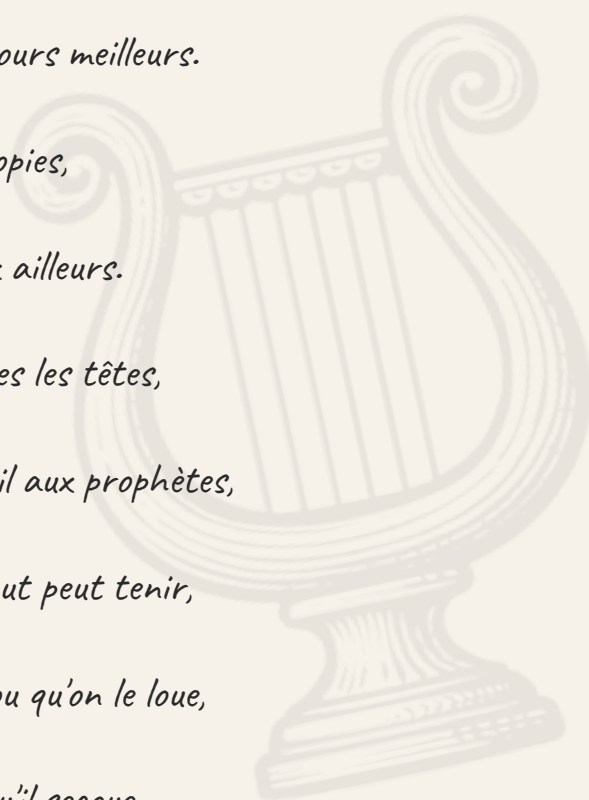 ours meilleurs.
opies,
ailleurs.
es les têtes,
il aux prophètes,
ut peut tenir,
ou qu'on le loue,